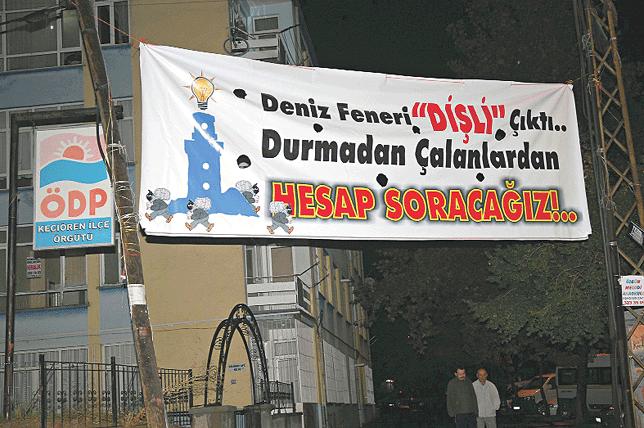 Deniz Feneri "DİŞLİ" Çıktı..
Durmadan Çalanlardan
HESAP SORACAĞIZ!...
ÖDP
KEÇİÖREN İLÇE
ÖRGÜTÜ